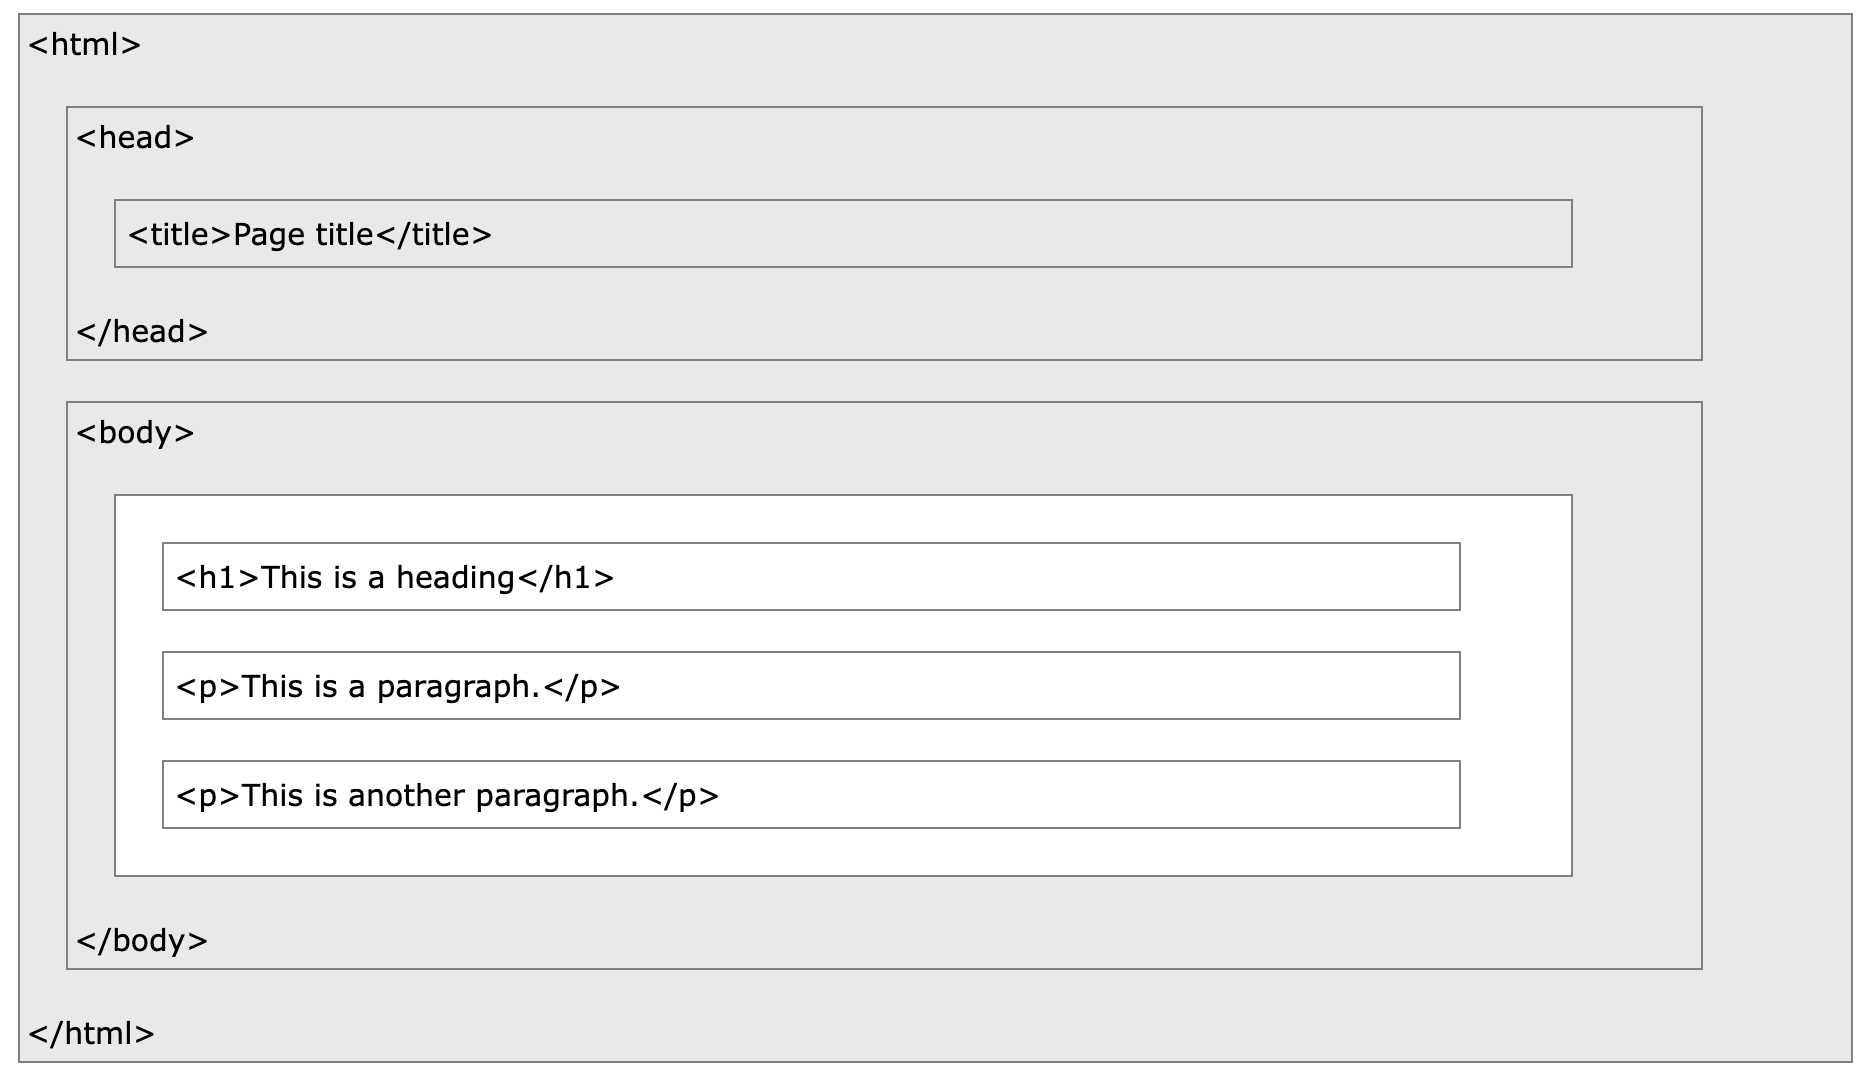 <html>
<head>
<title>Page title</title>
</head>
<body>
<h1>This is a heading</h1>
<p>This is a paragraph.</p>
<p>This is another paragraph.</p>
</body>
</html>